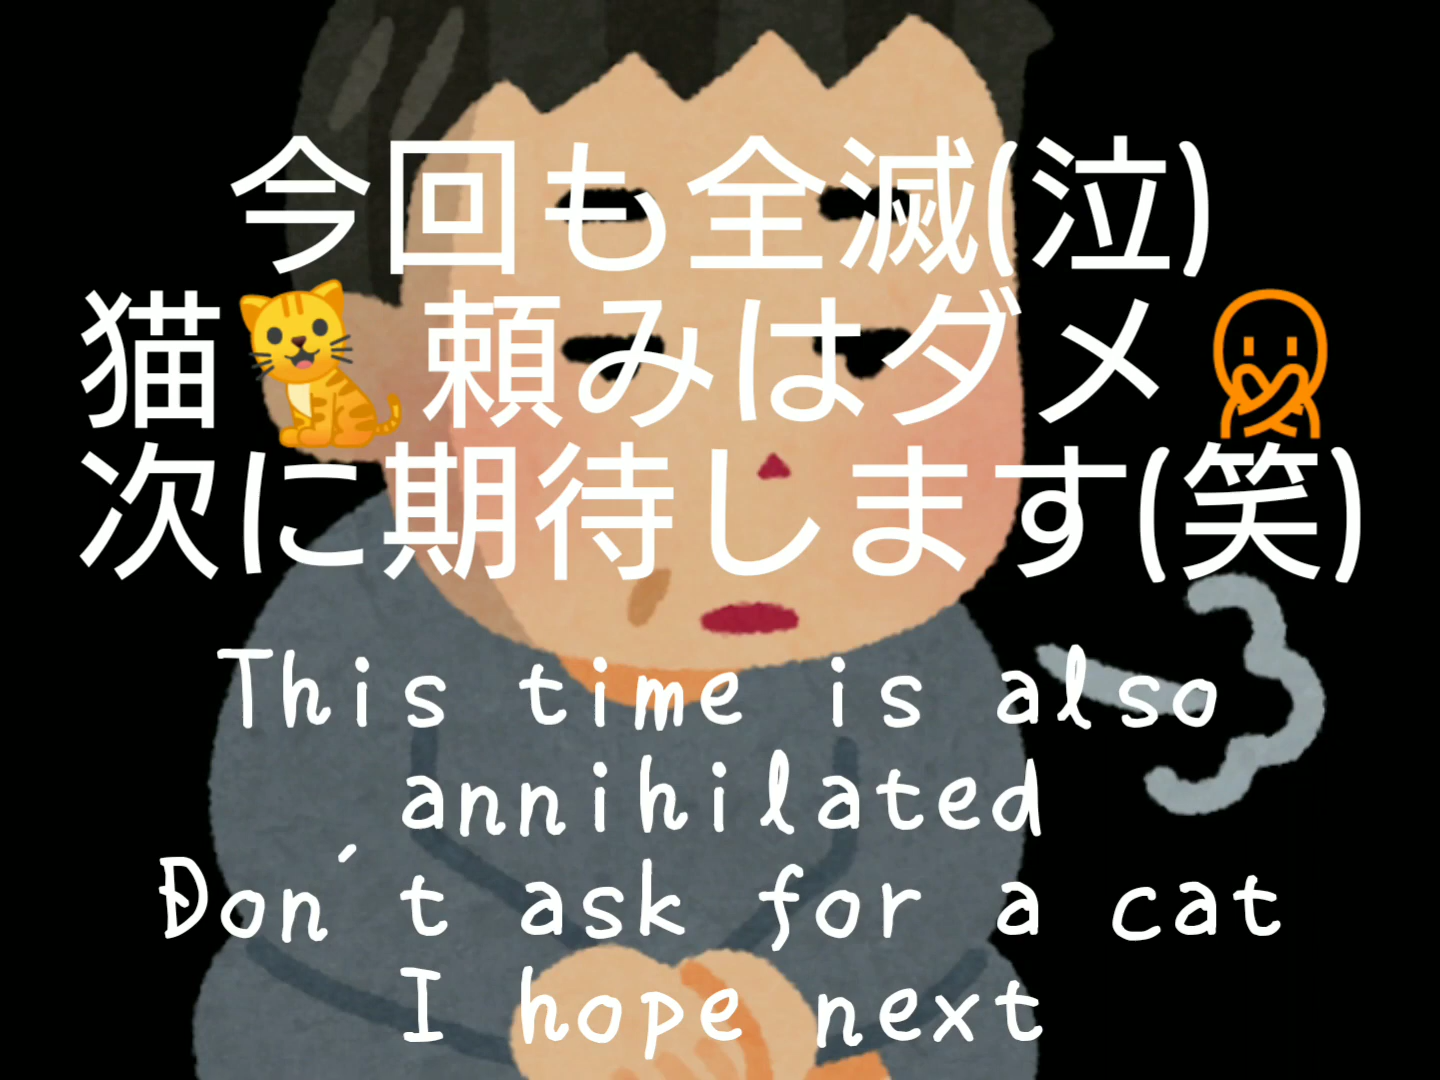 今回も全滅(泣)
猫🐈頼みはダメ🙅
次に期待します(笑)
This time is also
annihilated
Don´t ask for a cat
I hope next